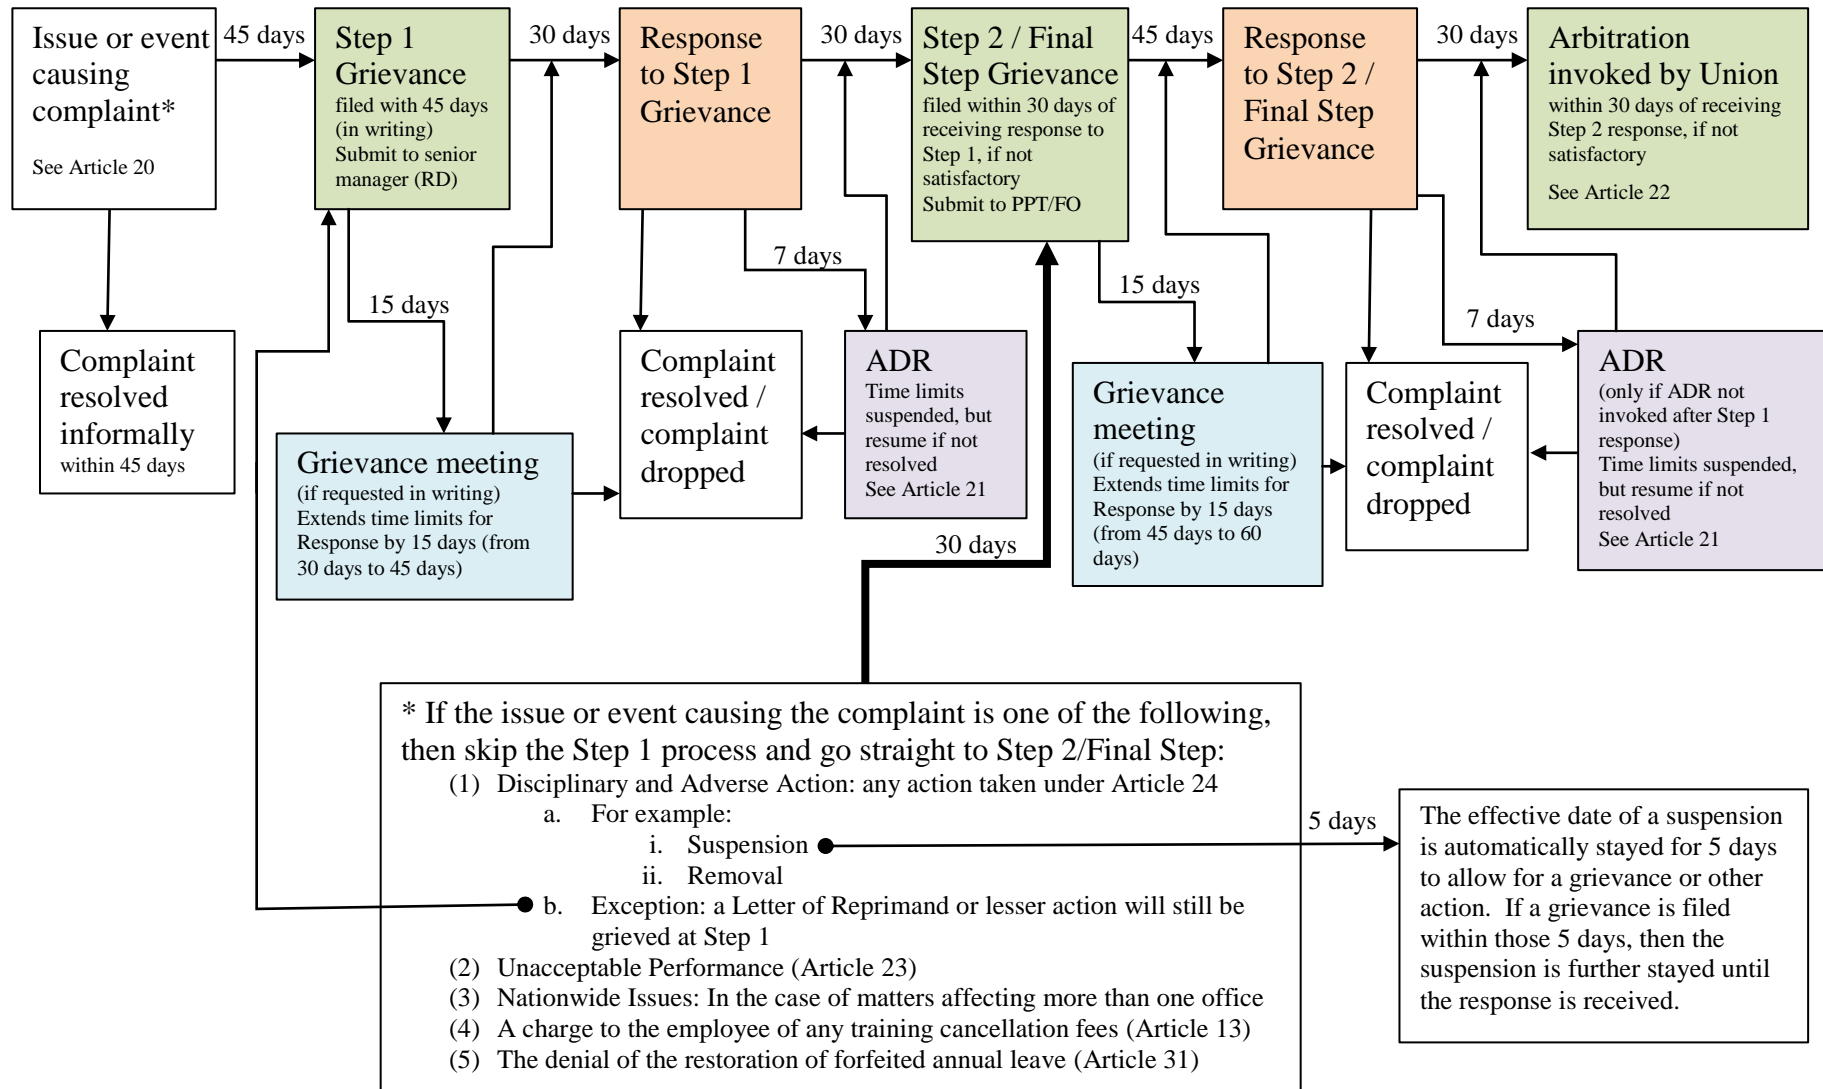 Issue or event
causing
complaint*
See Article 20
45 days
Step 1
Grievance
filed with 45 days
(in writing)
Submit to senior
manager (RD)
30 days
Response
to Step 1
Grievance
30 days
Step 2 / Final
Step Grievance
filed within 30 days of
receiving response to
Step 1, if not
satisfactory
Submit to PPT/FO
45 days
Response
to Step 2 /
Final Step
Grievance
30 days
Arbitration
invoked by Union
within 30 days of receiving
Step 2 response, if not
satisfactory
See Article 22
Complaint
resolved
informally
within 45 days
15 days
Grievance meeting
(if requested in writing)
Extends time limits for
Response by 15 days (from
30 days to 45 days)
Complaint
resolved /
complaint
dropped
7 days
ADR
Time limits
suspended, but
resume if not
resolved
See Article 21
15 days
Grievance
meeting
(if requested in writing)
Extends time limits for
Response by 15 days
(from 45 days to 60
days)
Complaint
resolved /
complaint
dropped
7 days
ADR
(only if ADR not
invoked after Step 1
response)
Time limits suspended,
but resume if not
resolved
See Article 21
30 days
* If the issue or event causing the complaint is one of the following,
then skip the Step 1 process and go straight to Step 2/Final Step:
(1) Disciplinary and Adverse Action: any action taken under Article 24
a. For example:
i. Suspension
ii. Removal
b. Exception: a Letter of Reprimand or lesser action will still be
grieved at Step 1
(2) Unacceptable Performance (Article 23)
(3) Nationwide Issues: In the case of matters affecting more than one office
(4) A charge to the employee of any training cancellation fees (Article 13)
(5) The denial of the restoration of forfeited annual leave (Article 31)
5 days
The effective date of a suspension
is automatically stayed for 5 days
to allow for a grievance or other
action. If a grievance is filed
within those 5 days, then the
suspension is further stayed until
the response is received.